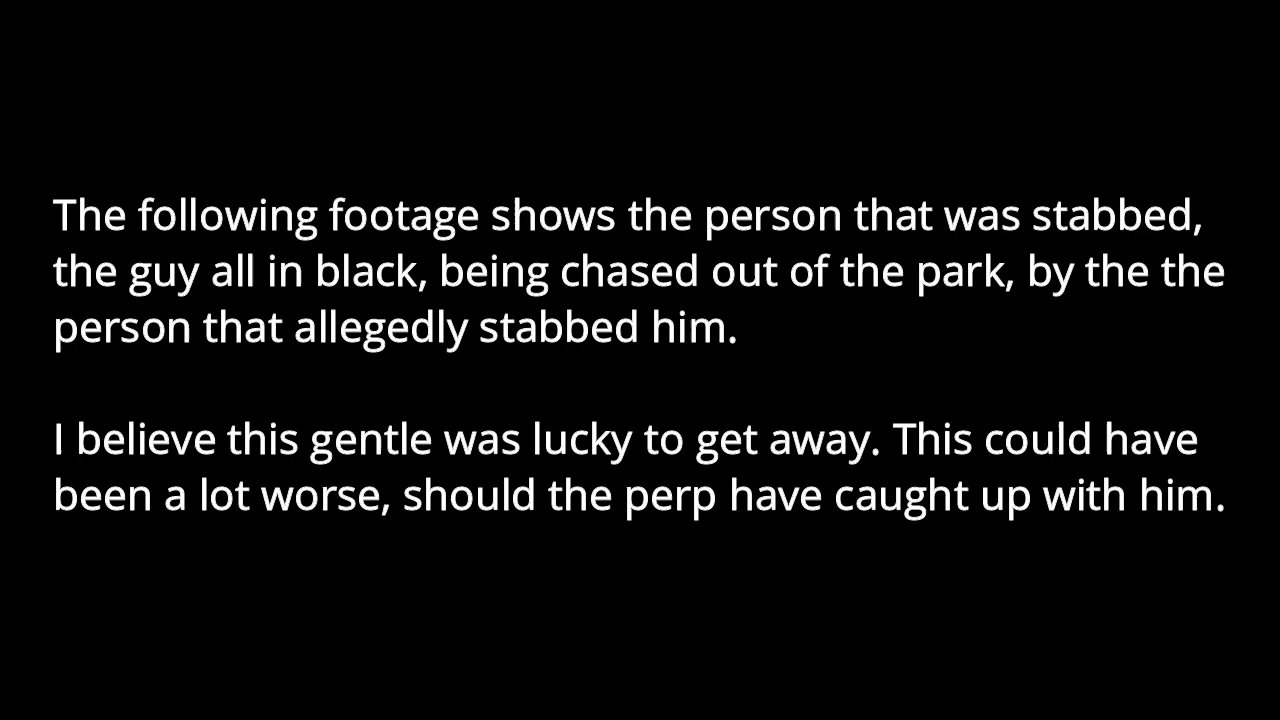 The following footage shows the person that was stabbed,
the guy all in black, being chased out of the park, by the the
person that allegedly stabbed him.
I believe this gentle was lucky to get away. This could have
been a lot worse, should the perp have caught up with him.